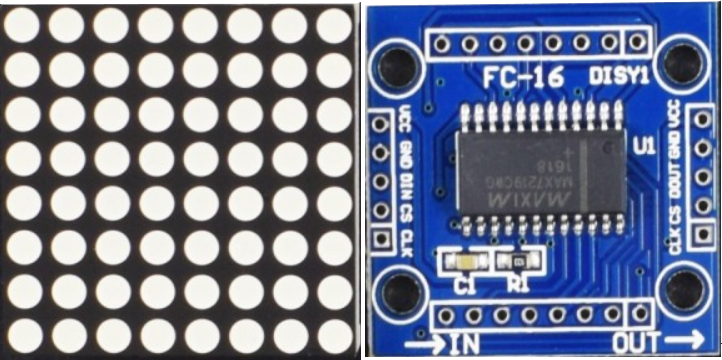 FC-16 DISY1
VCC GND DIN CS CLK
U1
+
1618
MAX7219CWG
MAXIM
CLK CS DOUT GND VCC
C1 R1
IN OUT